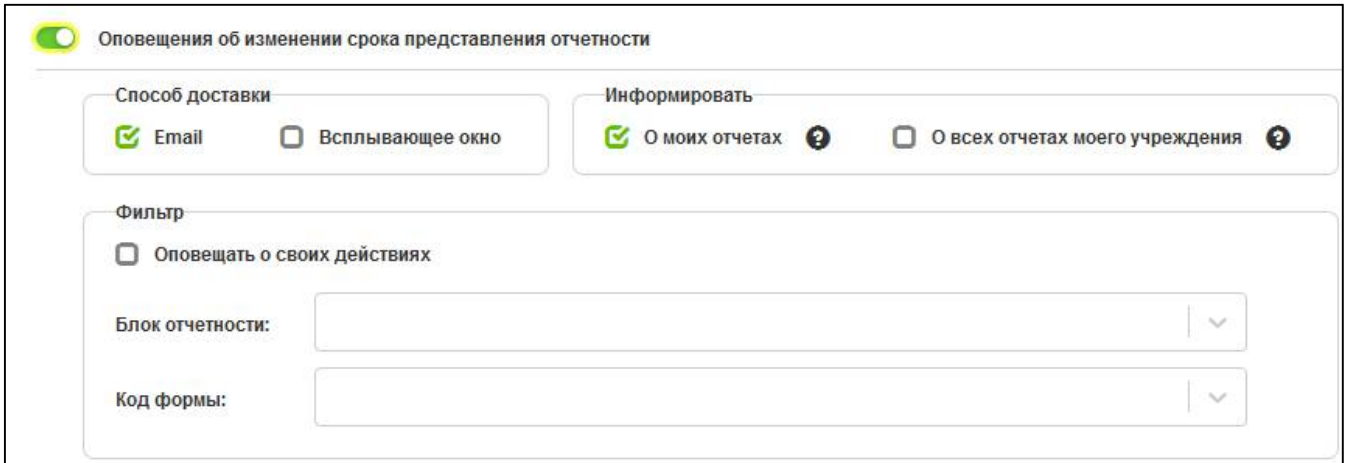 Оповещения об изменении срока представления отчетности
Способ доставки
Email Всплывающее окно
Информировать
О моих отчетах ? О всех отчетах моего учреждения ?
Фильтр
Оповещать о своих действиях
Блок отчетности:
Код формы: